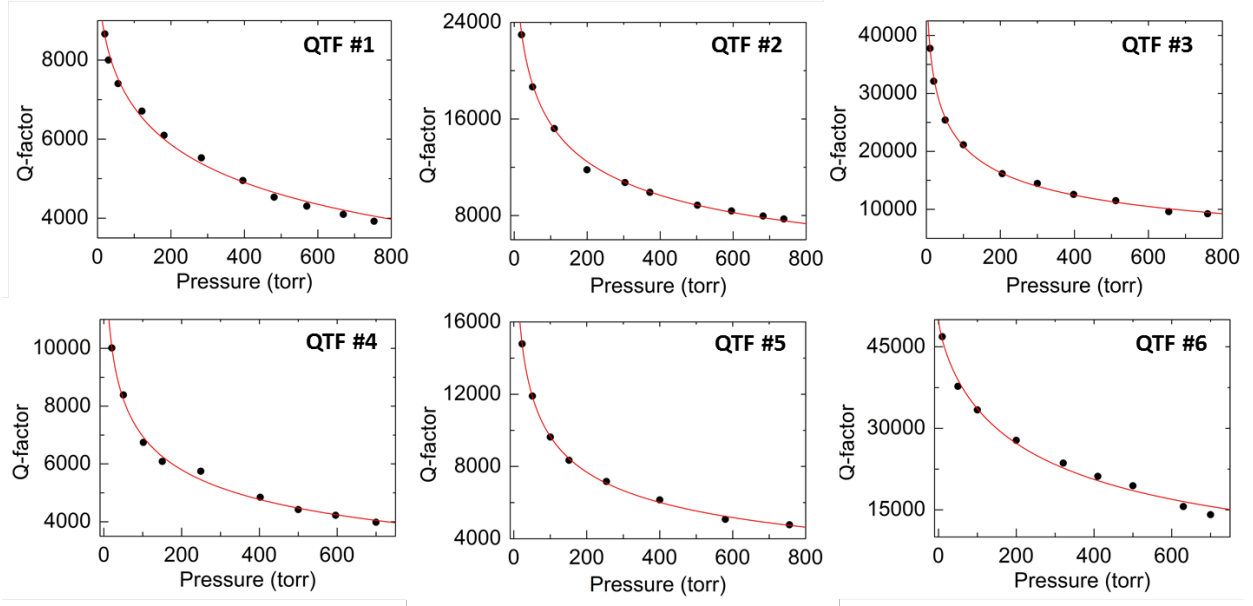 QTF #1
8000
6000
4000
Q-factor
0 200 400 600 800
Pressure (torr)
QTF #2
24000
16000
8000
Q-factor
0 200 400 600 800
Pressure (torr)
QTF #3
40000
30000
20000
10000
Q-factor
0 200 400 600 800
Pressure (torr)
QTF #4
10000
8000
6000
4000
Q-factor
0 200 400 600
Pressure (torr)
QTF #5
16000
12000
8000
4000
Q-factor
0 200 400 600 800
Pressure (torr)
QTF #6
45000
30000
15000
Q-factor
0 200 400 600
Pressure (torr)